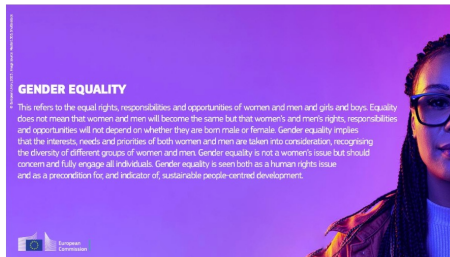 GENDER EQUALITY
This refers to the equal rights, responsibilities and opportunities of women and men and girls and boys. Equality
does not mean that women and men will become the same but that women's and men's rights, responsibilities
and opportunities will not depend on whether they are born male or female. Gender equality implies
that the interests, needs and priorities of both women and men are taken into consideration, recognising
the diversity of different groups of women and men. Gender equality is not a women's issue but should
concern and fully engage all individuals. Gender equality is seen both as a human rights issue
and as a precondition for, and indicator of, sustainable people-centred development.
European
Commission